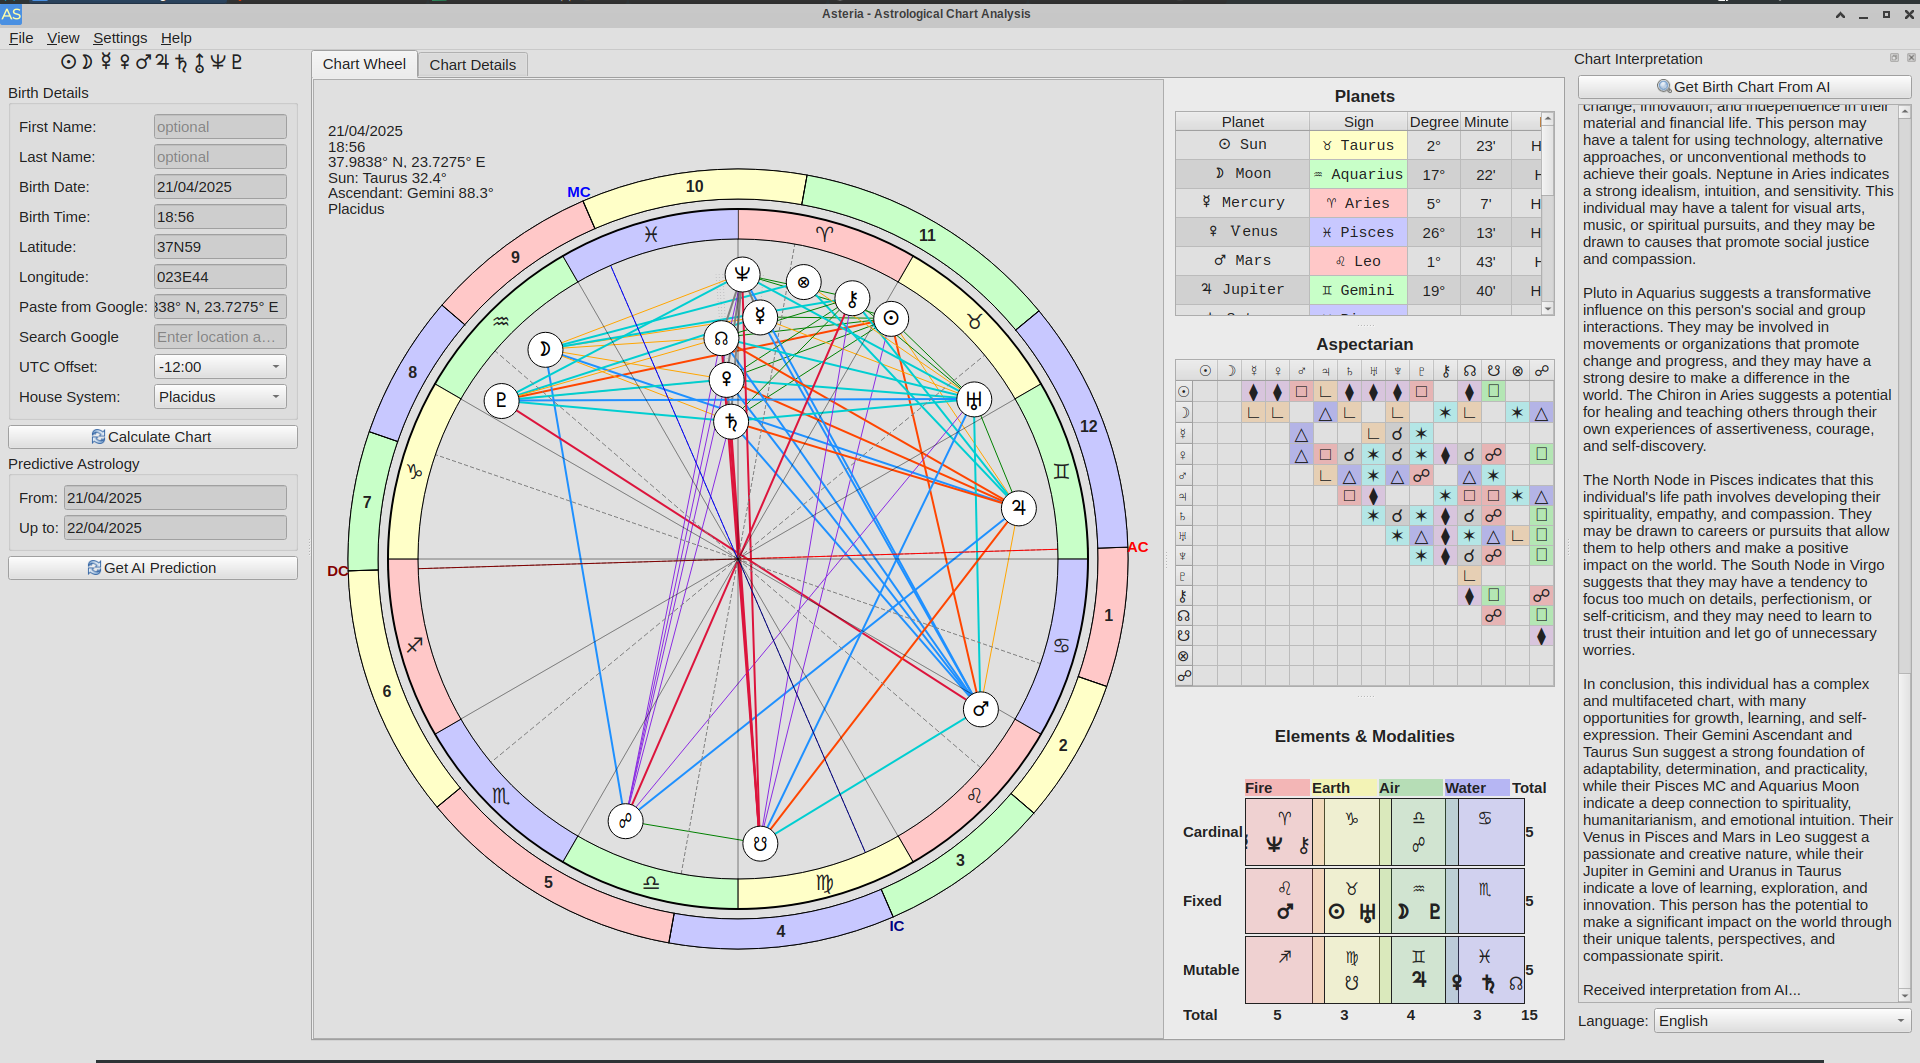 AS
Asteria - Astrological Chart Analysis
File View Settings Help
☉☽☿♀♂♃♄⚷♆♇
Birth Details
First Name: optional
Last Name: optional
Birth Date: 21/04/2025
Birth Time: 18:56
Latitude: 37N59
Longitude: 023E44
Paste from Google: 38° N, 23.7275° E
Search Google Enter location a…
UTC Offset: -12:00
House System: Placidus
Calculate Chart
Predictive Astrology
From: 21/04/2025
Up to: 22/04/2025
Get AI Prediction
Chart Wheel
Chart Details
21/04/2025
18:56
37.9838° N, 23.7275° E
Sun: Taurus 32.4°
Ascendant: Gemini 88.3°
Placidus
MC
10
11
12
AC
1
2
3
IC
4
5
6
DC
7
8
9
Planets
Planet Sign Degree Minute
☉ Sun ♉ Taurus 2° 23' H
☽ Moon ♒ Aquarius 17° 22' H
☿ Mercury ♈ Aries 5° 7' H
♀ Venus ♓ Pisces 26° 13' H
♂ Mars ♌ Leo 1° 43' H
♃ Jupiter ♊ Gemini 19° 40' H
Aspectarian
Elements & Modalities
Fire Earth Air Water Total
Cardinal 5
Fixed 5
Mutable 5
Total 5 3 4 3 15
Chart Interpretation
Get Birth Chart From AI
change, innovation, and independence in their
material and financial life. This person may
have a talent for using technology, alternative
approaches, or unconventional methods to
achieve their goals. Neptune in Aries indicates
a strong idealism, intuition, and sensitivity. This
individual may have a talent for visual arts,
music, or spiritual pursuits, and they may be
drawn to causes that promote social justice
and compassion.
Pluto in Aquarius suggests a transformative
influence on this person's social and group
interactions. They may be involved in
movements or organizations that promote
change and progress, and they may have a
strong desire to make a difference in the
world. The Chiron in Aries suggests a potential
for healing and teaching others through their
own experiences of assertiveness, courage,
and self-discovery.
The North Node in Pisces indicates that this
individual's life path involves developing their
spirituality, empathy, and compassion. They
may be drawn to careers or pursuits that allow
them to help others and make a positive
impact on the world. The South Node in Virgo
suggests that they may have a tendency to
focus too much on details, perfectionism, or
self-criticism, and they may need to learn to
trust their intuition and let go of unnecessary
worries.
In conclusion, this individual has a complex
and multifaceted chart, with many
opportunities for growth, learning, and self-
expression. Their Gemini Ascendant and
Taurus Sun suggest a strong foundation of
adaptability, determination, and practicality,
while their Pisces MC and Aquarius Moon
indicate a deep connection to spirituality,
humanitarianism, and emotional intuition. Their
Venus in Pisces and Mars in Leo suggest a
passionate and creative nature, while their
Jupiter in Gemini and Uranus in Taurus
indicate a love of learning, exploration, and
innovation. This person has the potential to
make a significant impact on the world through
their unique talents, perspectives, and
compassionate spirit.
Received interpretation from AI...
Language: English